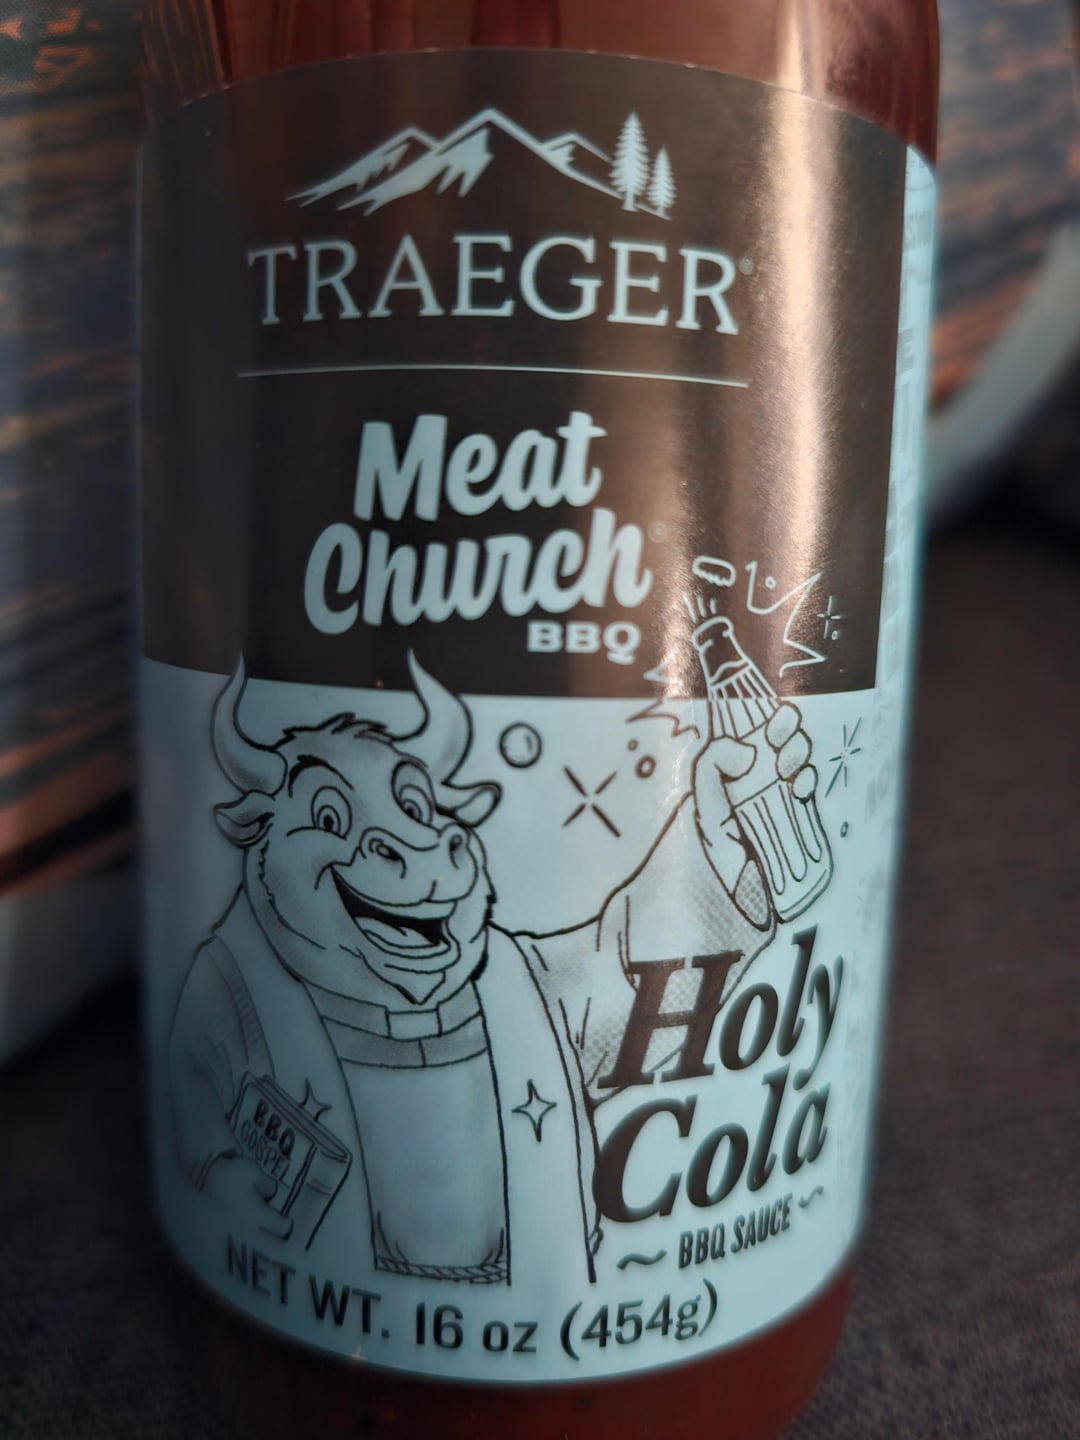 TRAEGER®
Meat
Church®
BBQ
BBQ
GOSPEL
Holy
Cola
~ BBQ SAUCE ~
NET WT. 16 oz (454g)